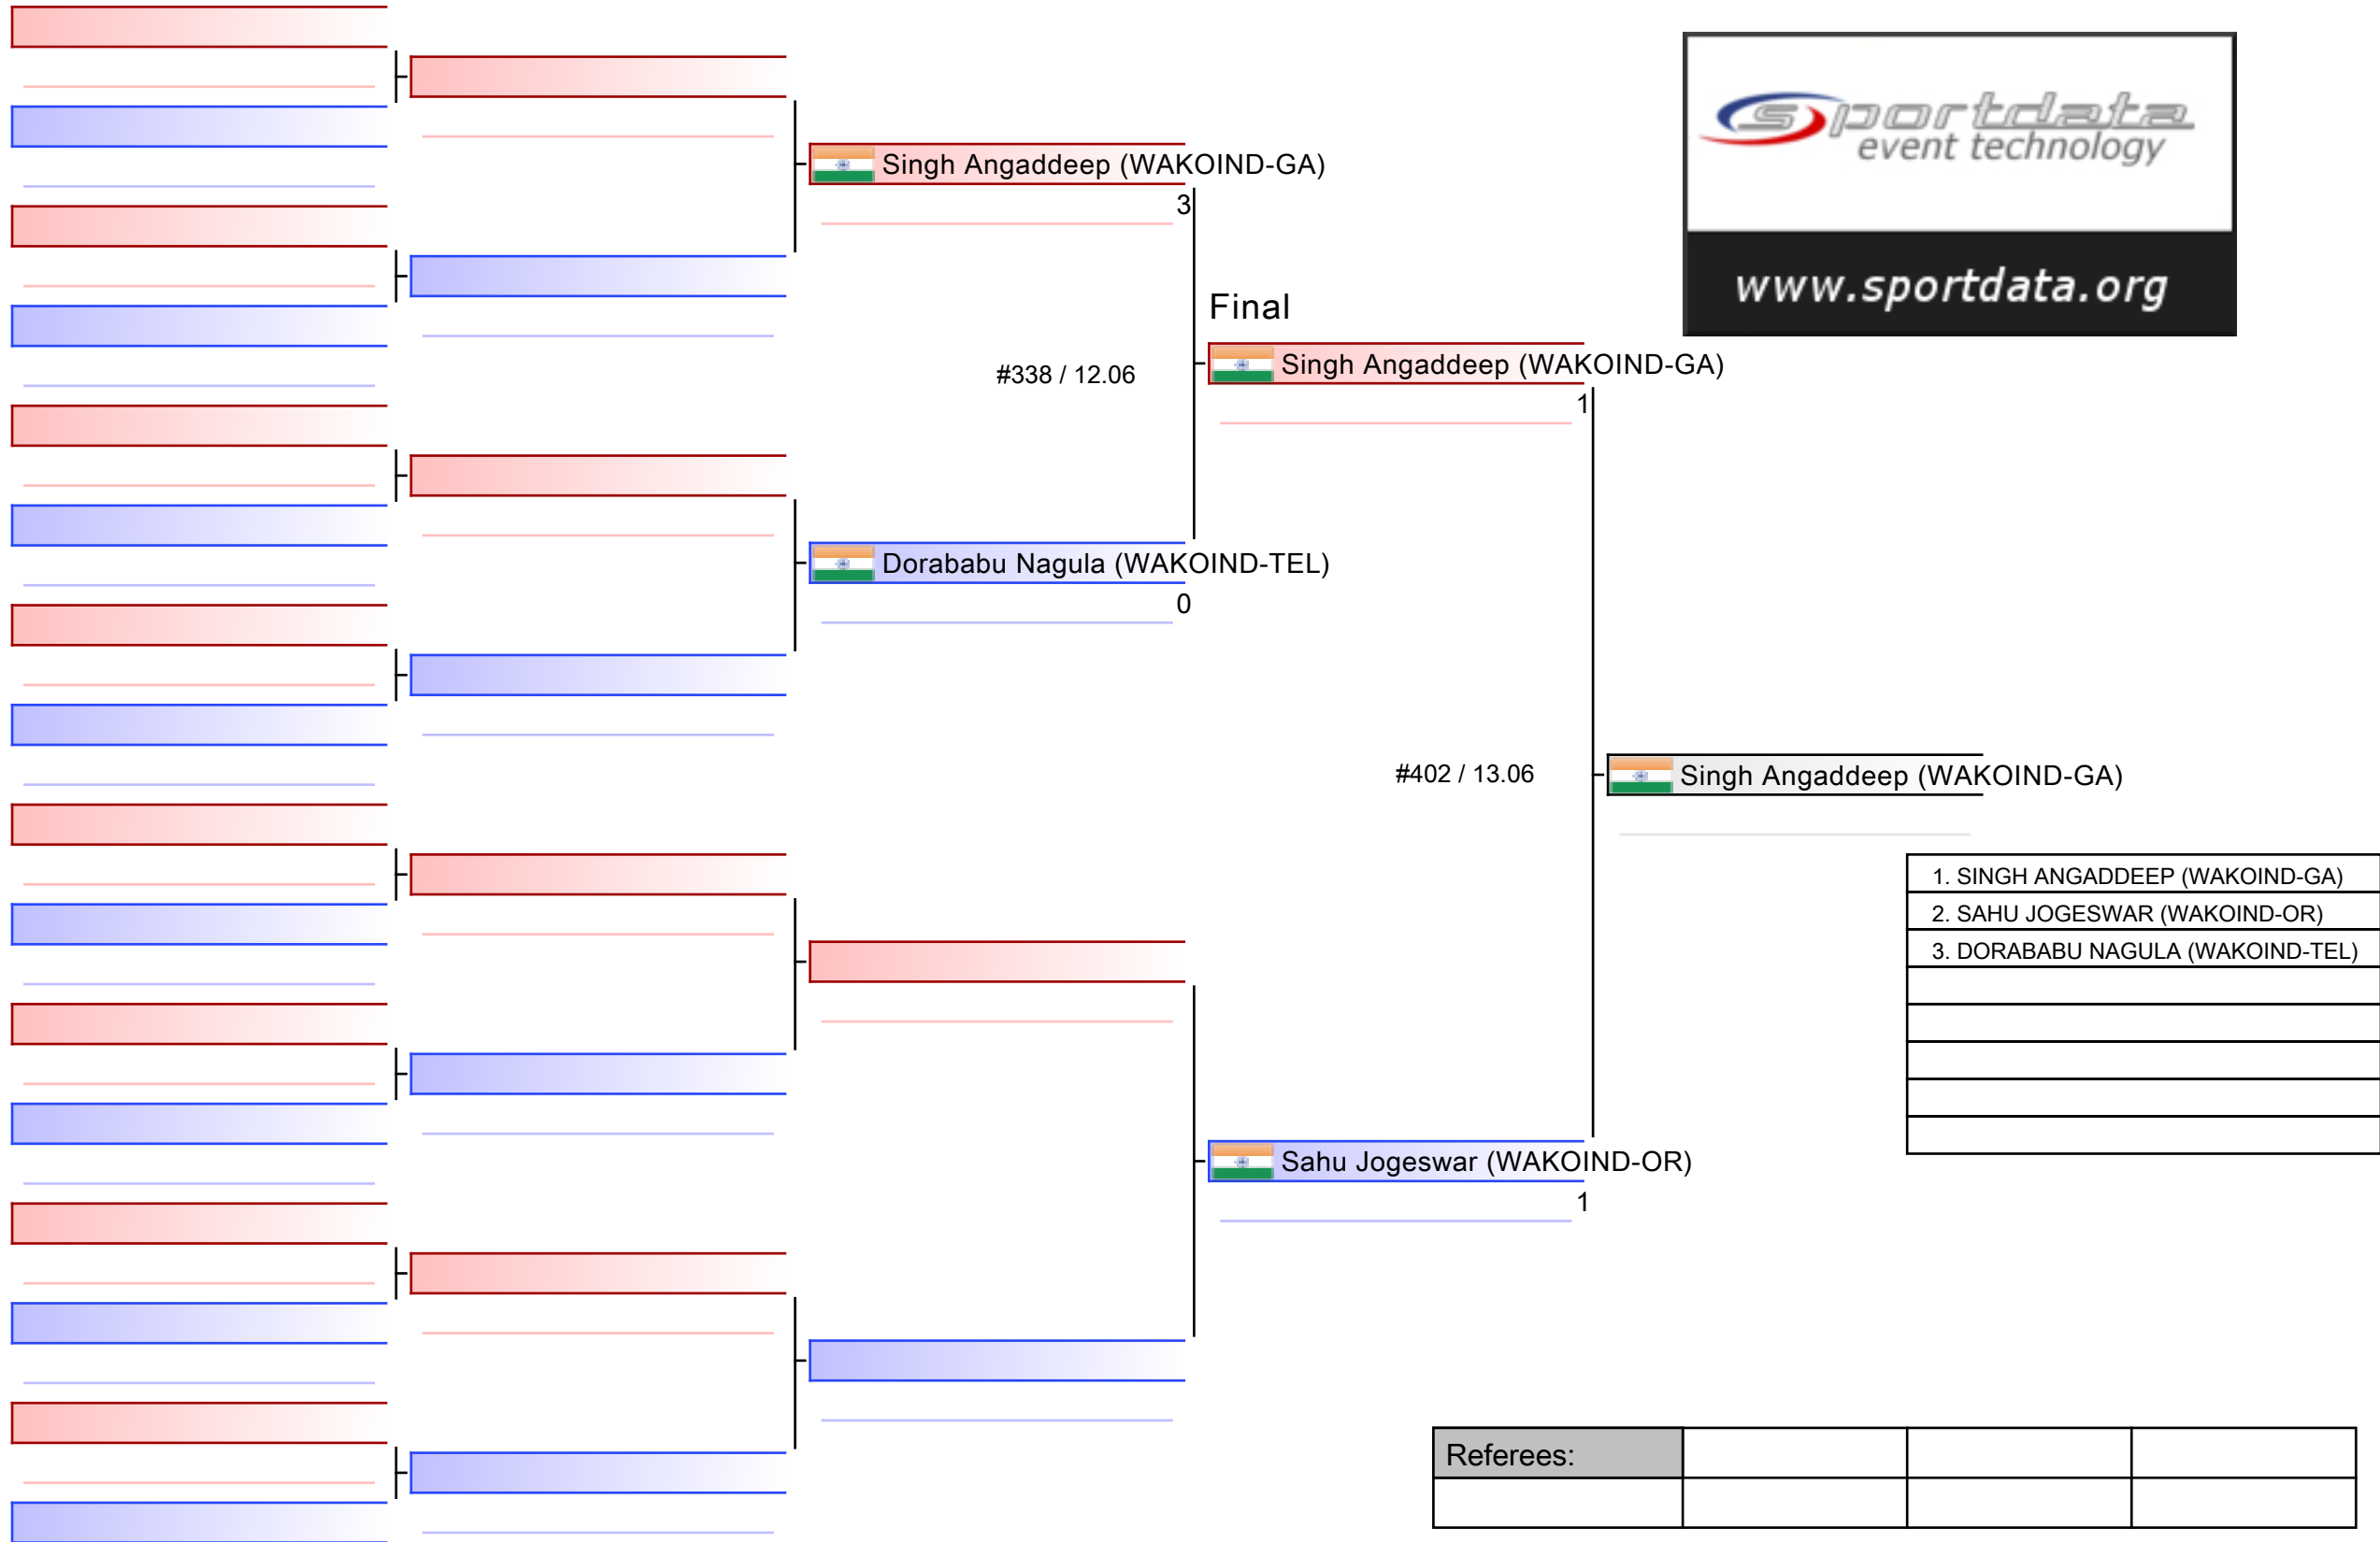 sportdata
event technology
www.sportdata.org
Singh Angaddeep (WAKOIND-GA)
3
Final
#338 / 12.06
Singh Angaddeep (WAKOIND-GA)
1
Dorababu Nagula (WAKOIND-TEL)
0
#402 / 13.06
Singh Angaddeep (WAKOIND-GA)
1. SINGH ANGADDEEP (WAKOIND-GA)
2. SAHU JOGESWAR (WAKOIND-OR)
3. DORABABU NAGULA (WAKOIND-TEL)
Sahu Jogeswar (WAKOIND-OR)
1
Referees: